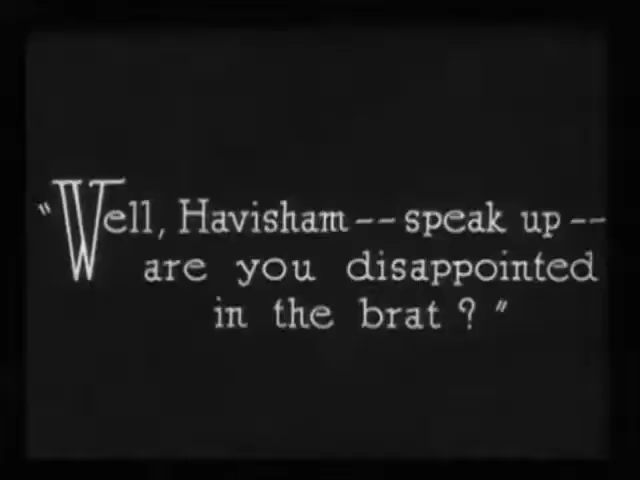 "Well, Havisham -- speak up --
are you disappointed
in the brat ? "